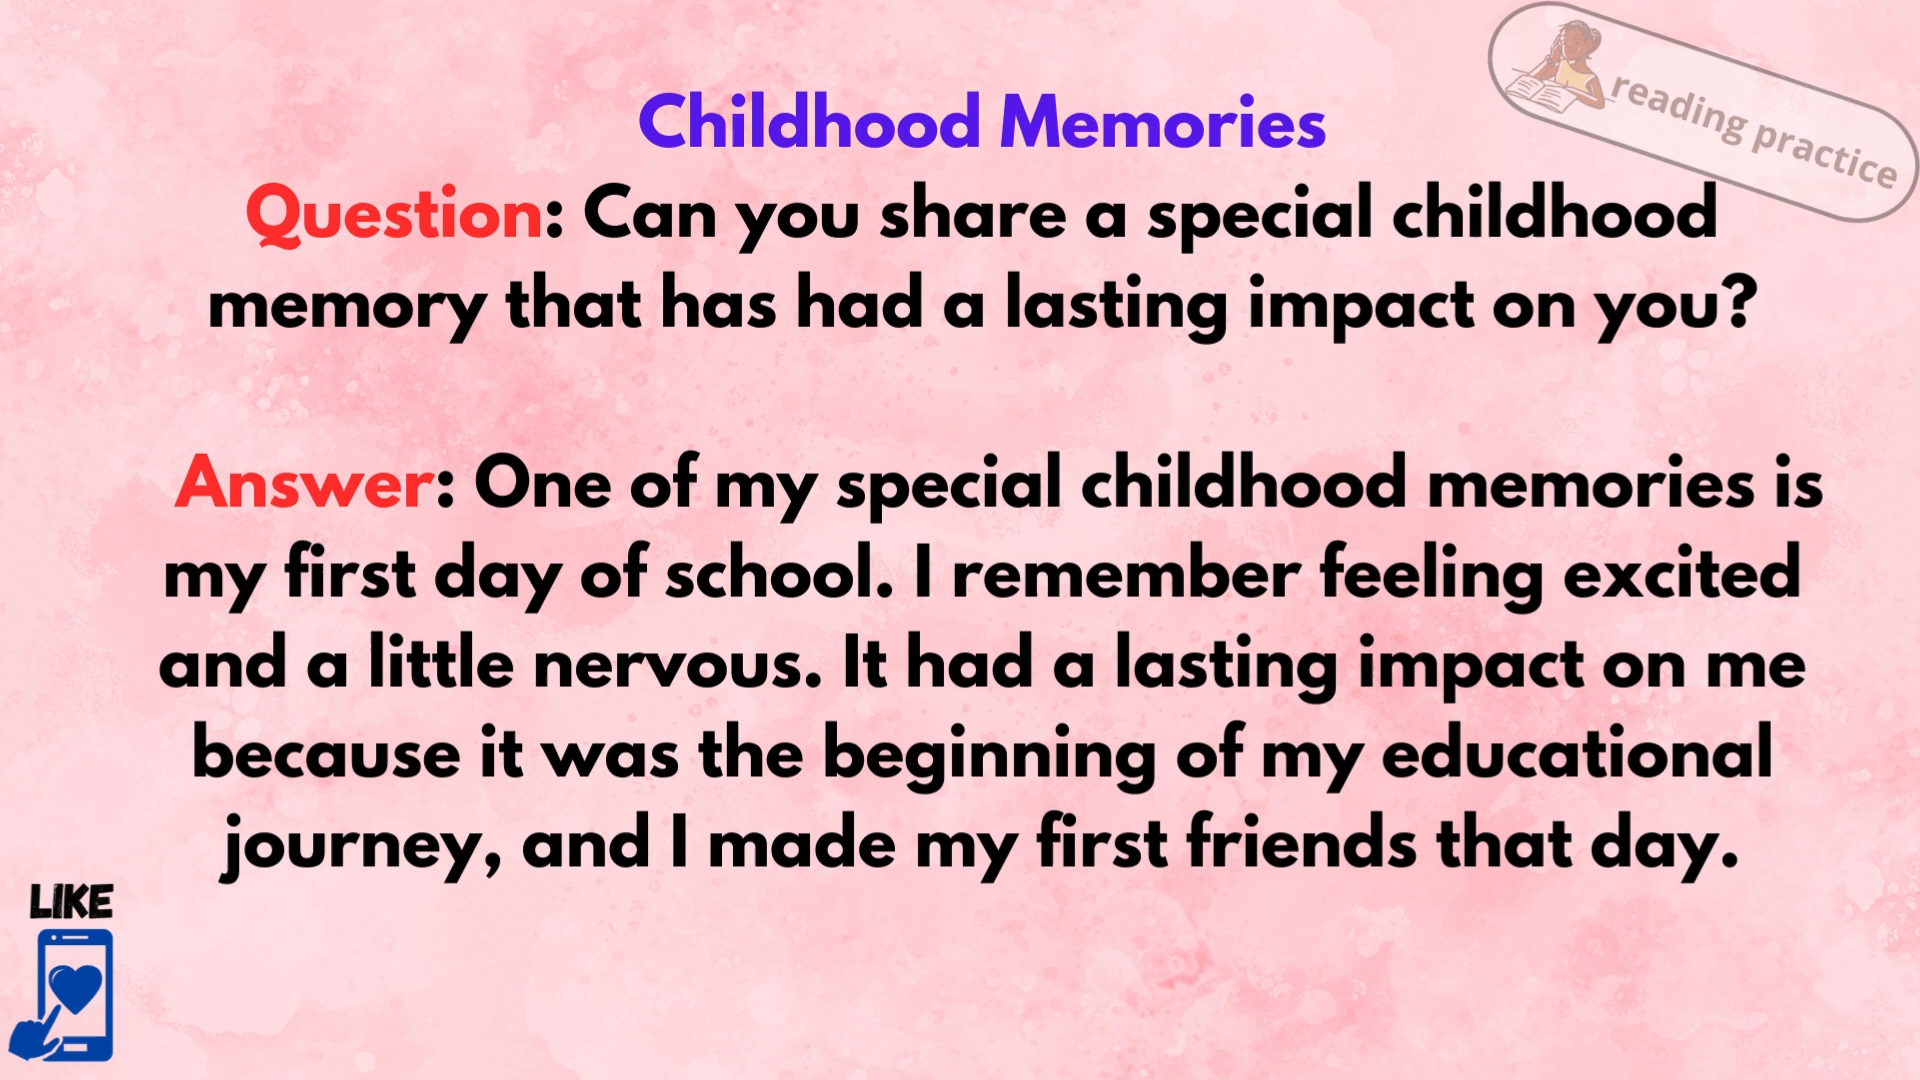 reading practice
Childhood Memories
Question: Can you share a special childhood
memory that has had a lasting impact on you?
Answer: One of my special childhood memories is
my first day of school. I remember feeling excited
and a little nervous. It had a lasting impact on me
because it was the beginning of my educational
journey, and I made my first friends that day.
LIKE